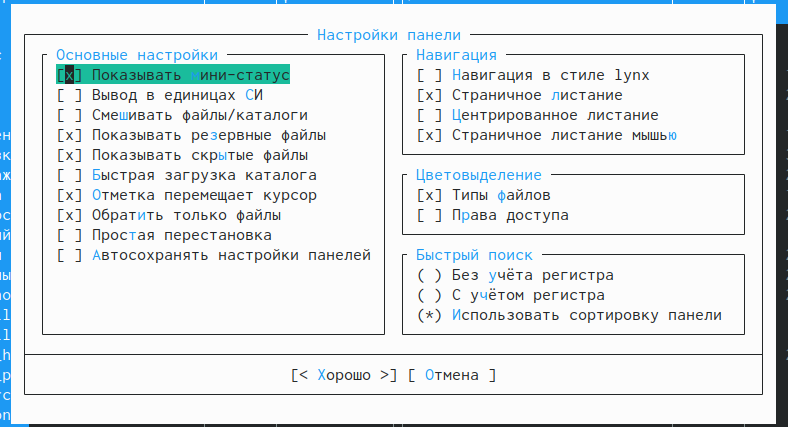 Настройки панели
Основные настройки
[x] Показывать мини-статус
[ ] Вывод в единицах СИ
[ ] Смешивать файлы/каталоги
[x] Показывать резервные файлы
[x] Показывать скрытые файлы
[ ] Быстрая загрузка каталога
[x] Отметка перемещает курсор
[x] Обратить только файлы
[ ] Простая перестановка
[ ] Автосохранять настройки панелей
Навигация
[ ] Навигация в стиле lynx
[x] Страничное листание
[ ] Центрированное листание
[x] Страничное листание мышью
Цветовыделение
[x] Типы файлов
[ ] Права доступа
Быстрый поиск
( ) Без учёта регистра
( ) С учётом регистра
(*) Использовать сортировку панели
[< Хорошо >] [ Отмена ]